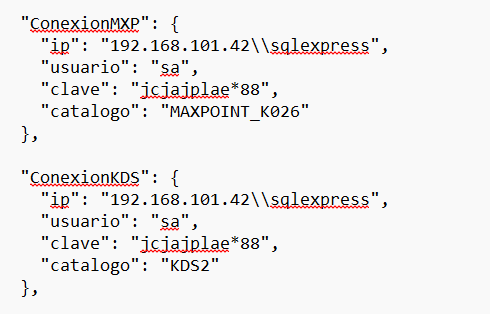 "ConexionMXP": {
"ip": "192.168.101.42\\sqlexpress",
"usuario": "sa",
"clave": "jcjajplae*88",
"catalogo": "MAXPOINT_K026"
},
"ConexionKDS": {
"ip": "192.168.101.42\\sqlexpress",
"usuario": "sa",
"clave": "jcjajplae*88",
"catalogo": "KDS2"
},